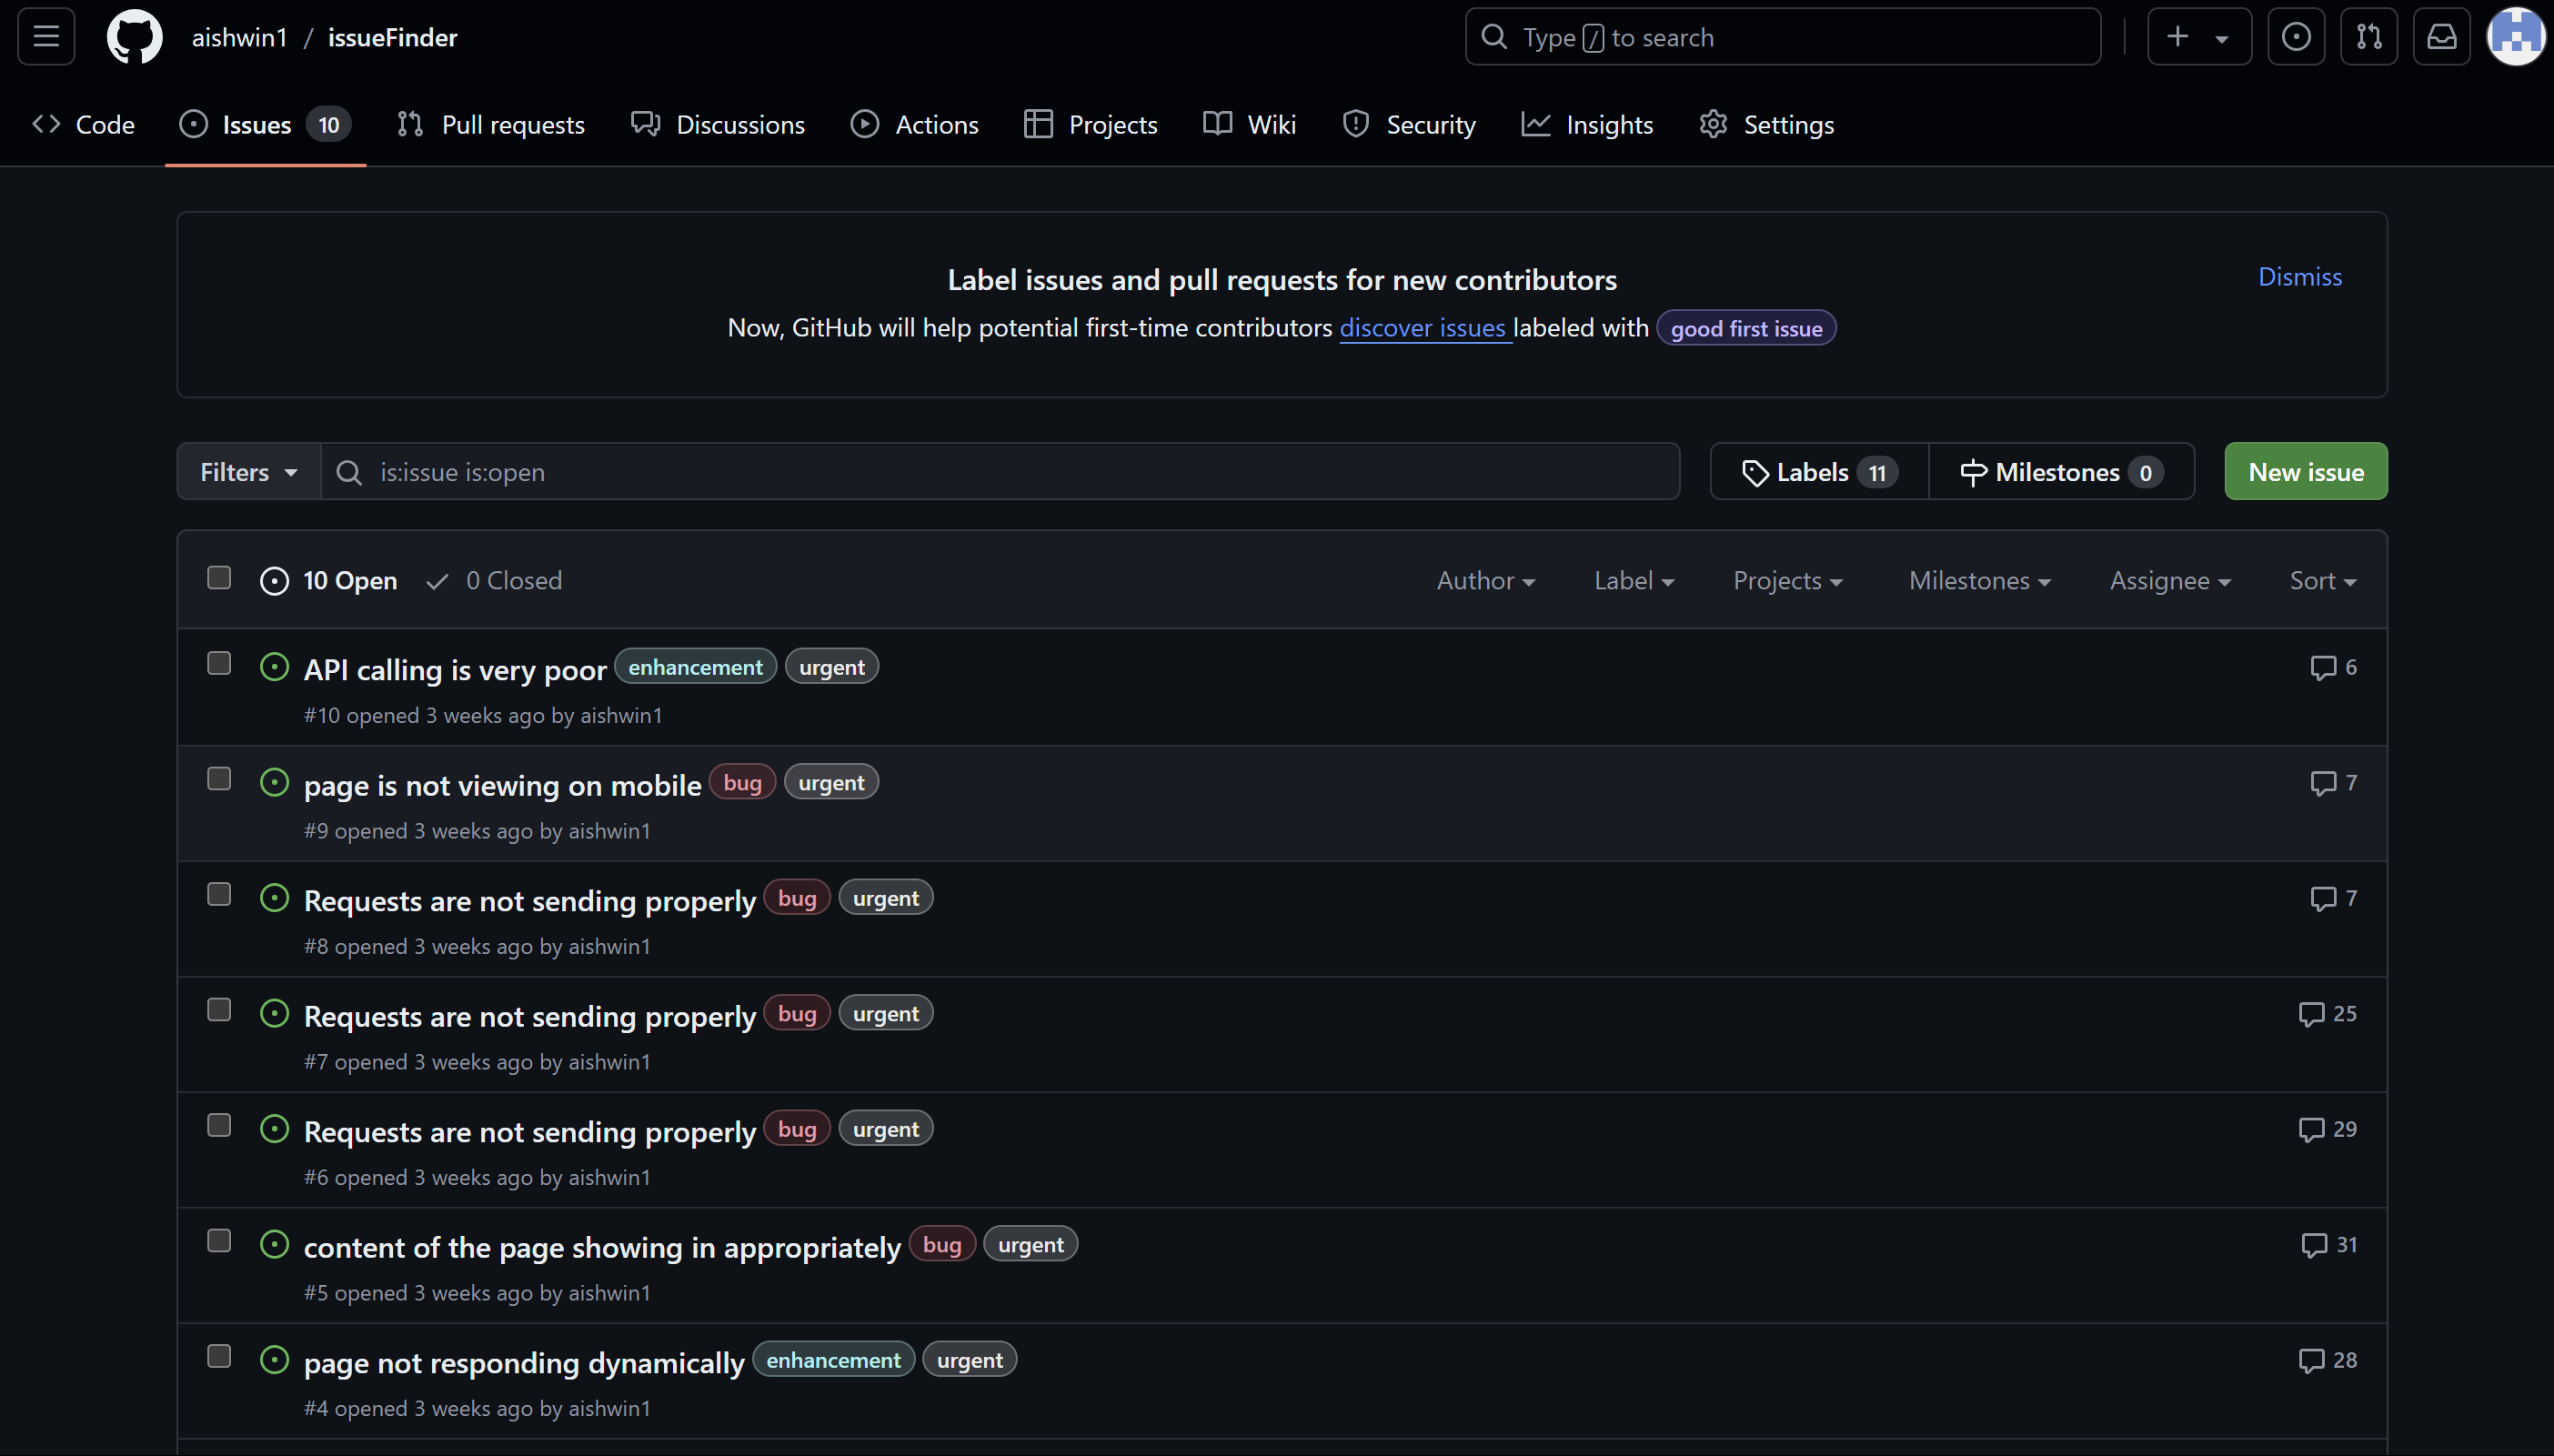 aishwin1 / issueFinder
Type / to search
Code Issues 10 Pull requests Discussions Actions Projects Wiki Security Insights Settings
Label issues and pull requests for new contributors
Dismiss
Now, GitHub will help potential first-time contributors discover issues labeled with good first issue
Filters is:issue is:open Labels 11 Milestones 0 New issue
10 Open 0 Closed Author Label Projects Milestones Assignee Sort
API calling is very poor enhancement urgent 6
#10 opened 3 weeks ago by aishwin1
page is not viewing on mobile bug urgent 7
#9 opened 3 weeks ago by aishwin1
Requests are not sending properly bug urgent 7
#8 opened 3 weeks ago by aishwin1
Requests are not sending properly bug urgent 25
#7 opened 3 weeks ago by aishwin1
Requests are not sending properly bug urgent 29
#6 opened 3 weeks ago by aishwin1
content of the page showing in appropriately bug urgent 31
#5 opened 3 weeks ago by aishwin1
page not responding dynamically enhancement urgent 28
#4 opened 3 weeks ago by aishwin1